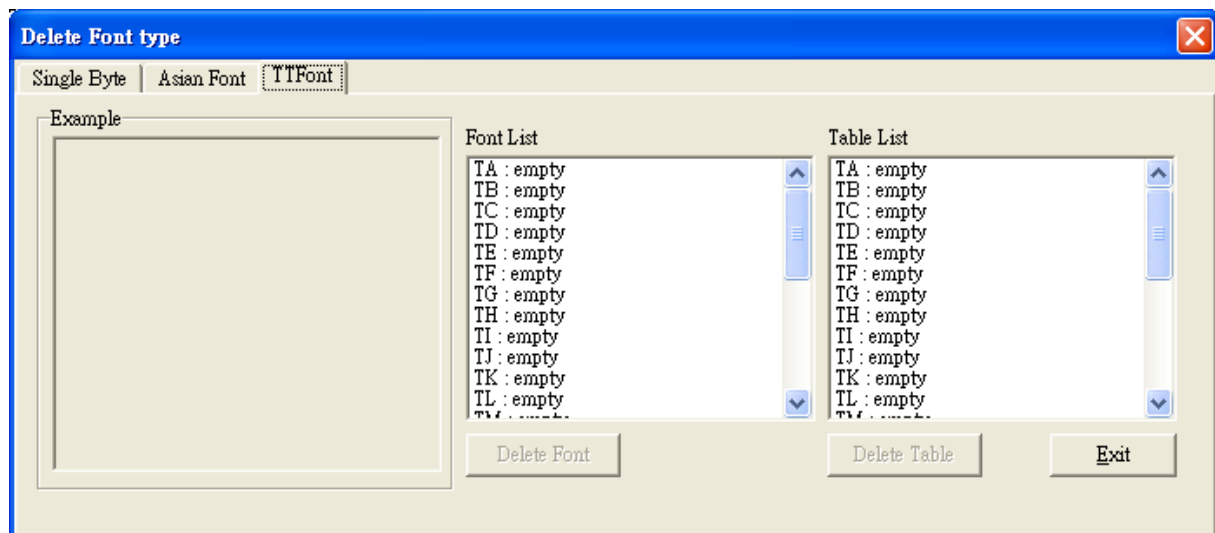 Delete Font type
Single Byte Asian Font TTFont
Example
Font List
TA : empty
TB : empty
TC : empty
TD : empty
TE : empty
TF : empty
TG : empty
TH : empty
TI : empty
TJ : empty
TK : empty
TL : empty
Delete Font
Table List
TA : empty
TB : empty
TC : empty
TD : empty
TE : empty
TF : empty
TG : empty
TH : empty
TI : empty
TJ : empty
TK : empty
TL : empty
Delete Table
Exit